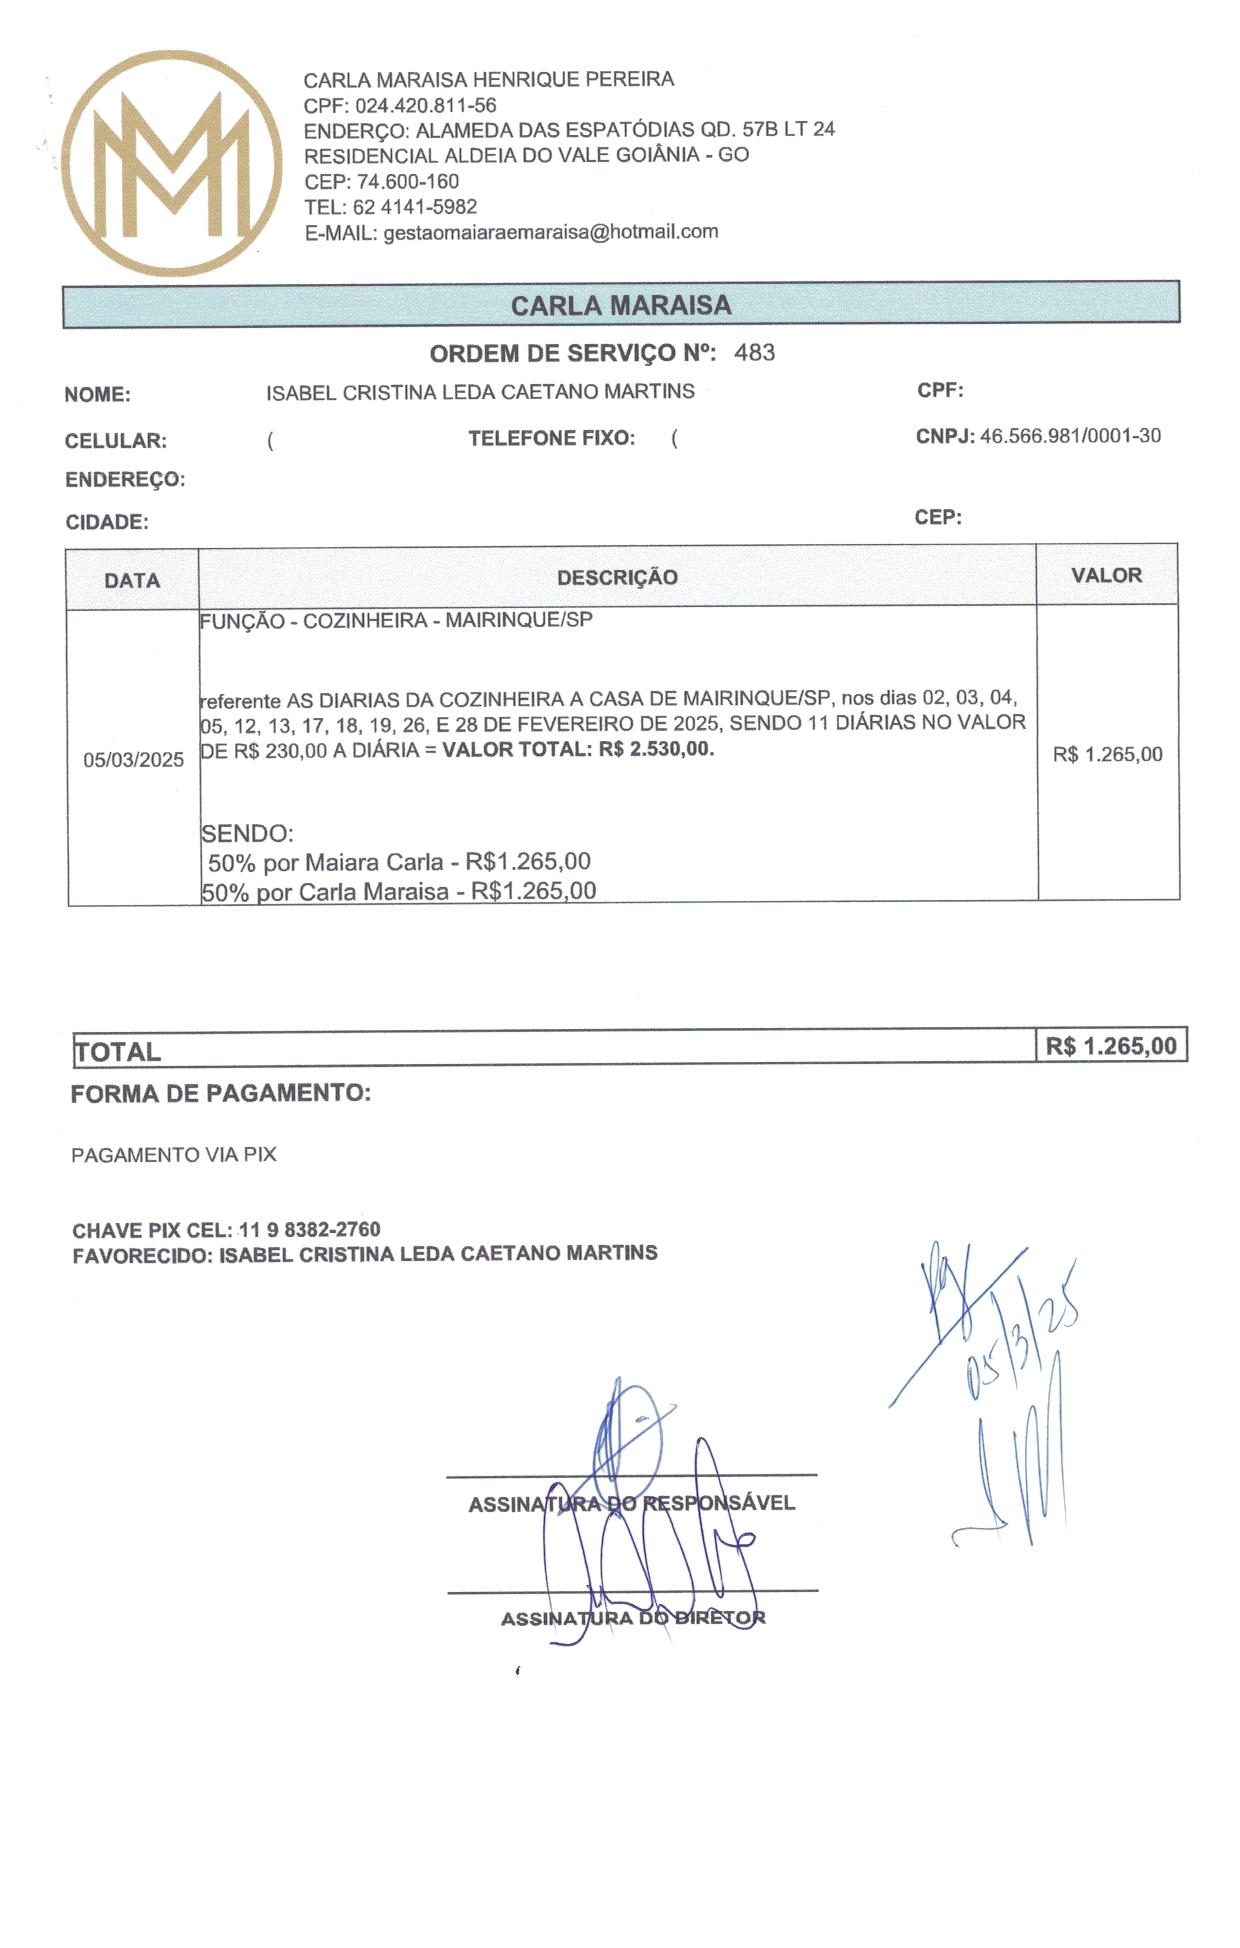 CARLA MARAISA HENRIQUE PEREIRA
CPF: 024.420.811-56
ENDERÇO: ALAMEDA DAS ESPATÓDIAS QD. 57B LT 24
RESIDENCIAL ALDEIA DO VALE GOIÂNIA - GO
CEP: 74.600-160
TEL: 62 4141-5982
E-MAIL: gestaomaiaraemaraisa@hotmail.com
CARLA MARAISA
ORDEM DE SERVIÇO Nº: 483
NOME: ISABEL CRISTINA LEDA CAETANO MARTINS CPF:
CELULAR: ( TELEFONE FIXO: ( CNPJ: 46.566.981/0001-30
ENDEREÇO:
CIDADE: CEP:
DATA DESCRIÇÃO VALOR
FUNÇÃO - COZINHEIRA - MAIRINQUE/SP
referente AS DIARIAS DA COZINHEIRA A CASA DE MAIRINQUE/SP, nos dias 02, 03, 04,
05, 12, 13, 17, 18, 19, 26, E 28 DE FEVEREIRO DE 2025, SENDO 11 DIÁRIAS NO VALOR
DE R$ 230,00 A DIÁRIA = VALOR TOTAL: R$ 2.530,00.
05/03/2025 R$ 1.265,00
SENDO:
50% por Maiara Carla - R$1.265,00
50% por Carla Maraisa - R$1.265,00
TOTAL R$ 1.265,00
FORMA DE PAGAMENTO:
PAGAMENTO VIA PIX
CHAVE PIX CEL: 11 9 8382-2760
FAVORECIDO: ISABEL CRISTINA LEDA CAETANO MARTINS
05/3/25
ASSINATURA DO RESPONSÁVEL
ASSINATURA DO DIRETOR